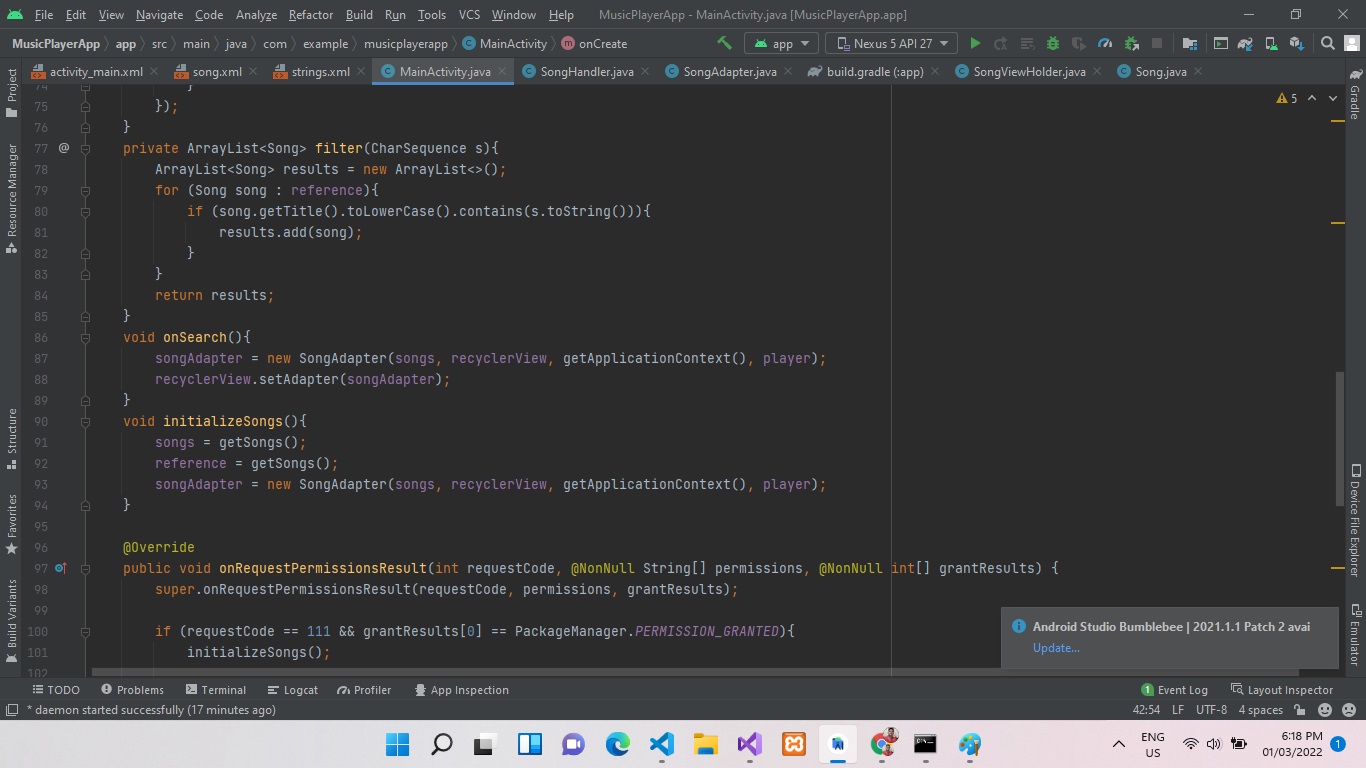 File Edit View Navigate Code Analyze Refactor Build Run Tools VCS Window Help MusicPlayerApp - MainActivity.java [MusicPlayerApp.app]
MusicPlayerApp app src main java com example musicplayerapp MainActivity onCreate app Nexus 5 API 27
activity_main.xml song.xml strings.xml MainActivity.java SongHandler.java SongAdapter.java build.gradle (:app) SongViewHolder.java Song.java
Project
Resource Manager
Structure
Favorites
Build Variants
74 }
75 });
76 }
77 @ private ArrayList<Song> filter(CharSequence s){
78 ArrayList<Song> results = new ArrayList<>();
79 for (Song song : reference){
80 if (song.getTitle().toLowerCase().contains(s.toString())){
81 results.add(song);
82 }
83 }
84 return results;
85 }
86 void onSearch(){
87 songAdapter = new SongAdapter(songs, recyclerView, getApplicationContext(), player);
88 recyclerView.setAdapter(songAdapter);
89 }
90 void initializeSongs(){
91 songs = getSongs();
92 reference = getSongs();
93 songAdapter = new SongAdapter(songs, recyclerView, getApplicationContext(), player);
94 }
95
96 @Override
97 public void onRequestPermissionsResult(int requestCode, @NonNull String[] permissions, @NonNull int[] grantResults) {
98 super.onRequestPermissionsResult(requestCode, permissions, grantResults);
99
100 if (requestCode == 111 && grantResults[0] == PackageManager.PERMISSION_GRANTED){
101 initializeSongs();
102
5
Gradle
Device File Explorer
Emulator
Android Studio Bumblebee | 2021.1.1 Patch 2 avai
Update...
TODO Problems Terminal Logcat Profiler App Inspection 1 Event Log Layout Inspector
* daemon started successfully (17 minutes ago) 42:54 LF UTF-8 4 spaces
ENG
US
6:18 PM
01/03/2022
1